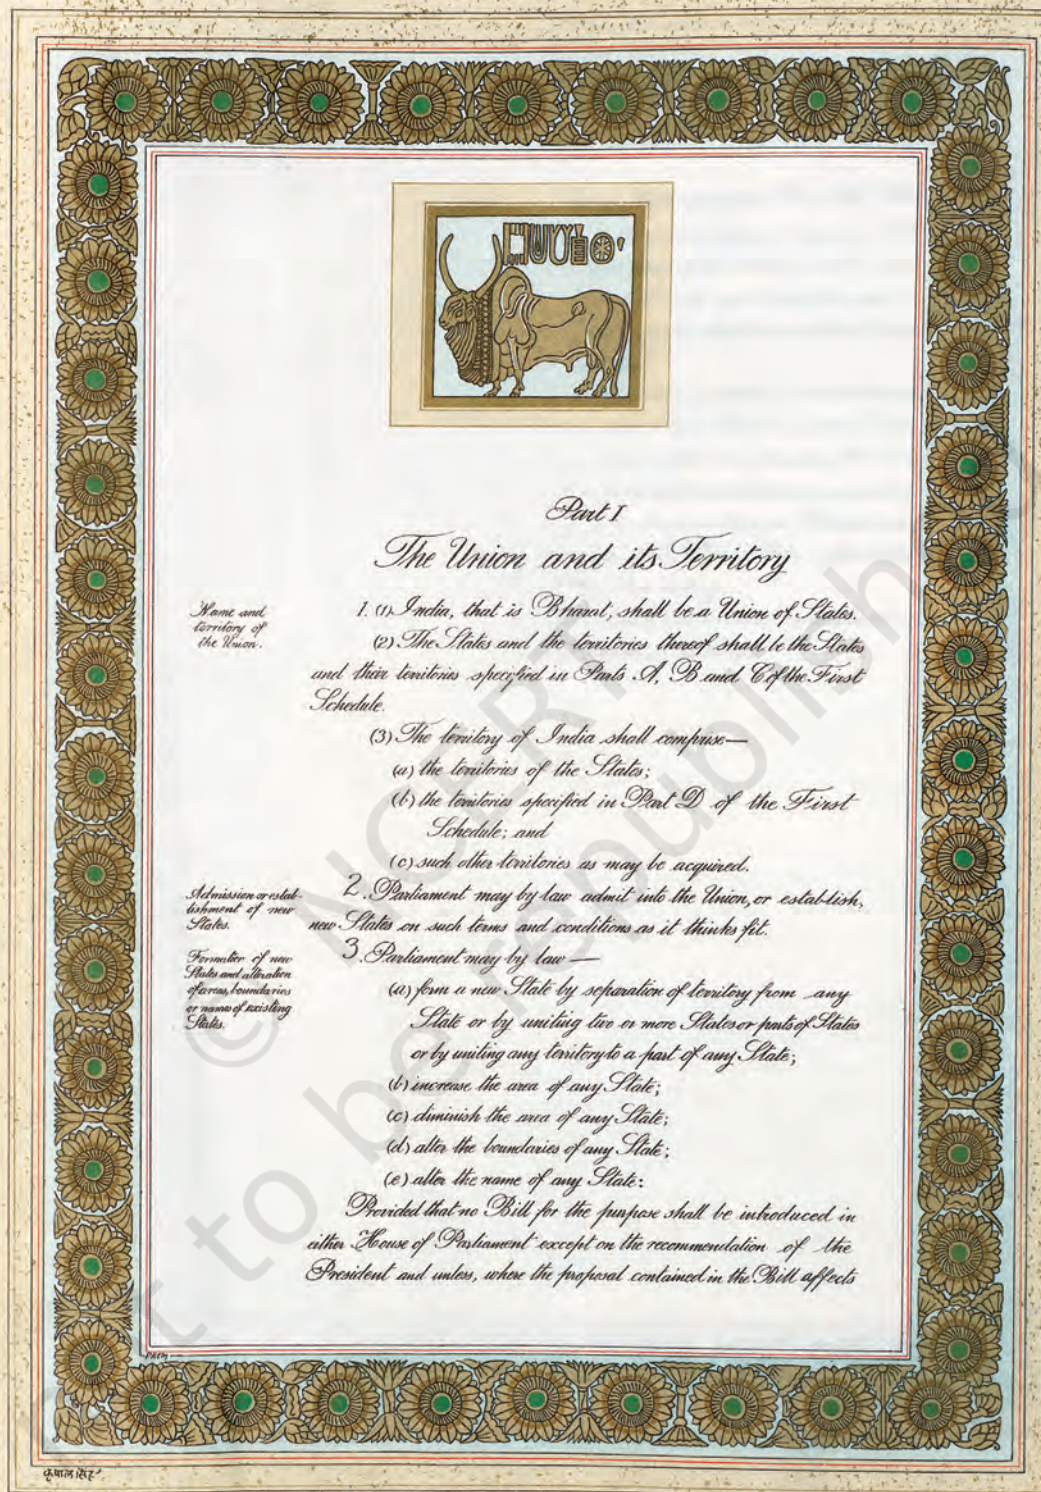 Part I
The Union and its Territory
Name and
territory of
the Union.
1. (1) India, that is Bharat, shall be a Union of States.
(2) The States and the territories thereof shall be the States
and their territories specified in Parts A, B and C of the First
Schedule.
(3) The territory of India shall comprise—
(a) the territories of the States;
(b) the territories specified in Part D of the First
Schedule; and
(c) such other territories as may be acquired.
Admission or estab-
lishment of new
States.
2. Parliament may by law admit into the Union, or establish,
new States on such terms and conditions as it thinks fit.
Formation of new
States and alteration
of areas, boundaries
or names of existing
States.
3. Parliament may by law—
(a) form a new State by separation of territory from any
State or by uniting two or more States or parts of States
or by uniting any territory to a part of any State;
(b) increase the area of any State;
(c) diminish the area of any State;
(d) alter the boundaries of any State;
(e) alter the name of any State:
Provided that no Bill for the purpose shall be introduced in
either House of Parliament except on the recommendation of the
President and unless, where the proposal contained in the Bill affects
कृपाल सिंह